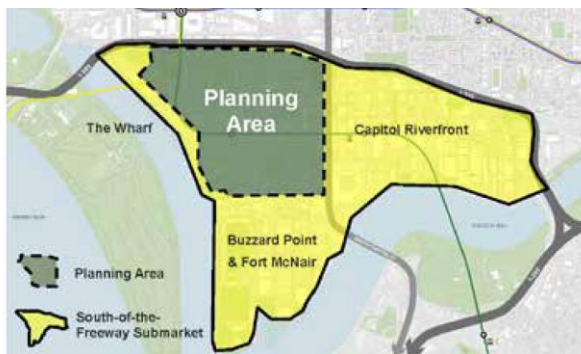 Planning
Area
The Wharf
Capitol Riverfront
Buzzard Point
& Fort McNair
Planning Area
South-of-the-
Freeway Submarket